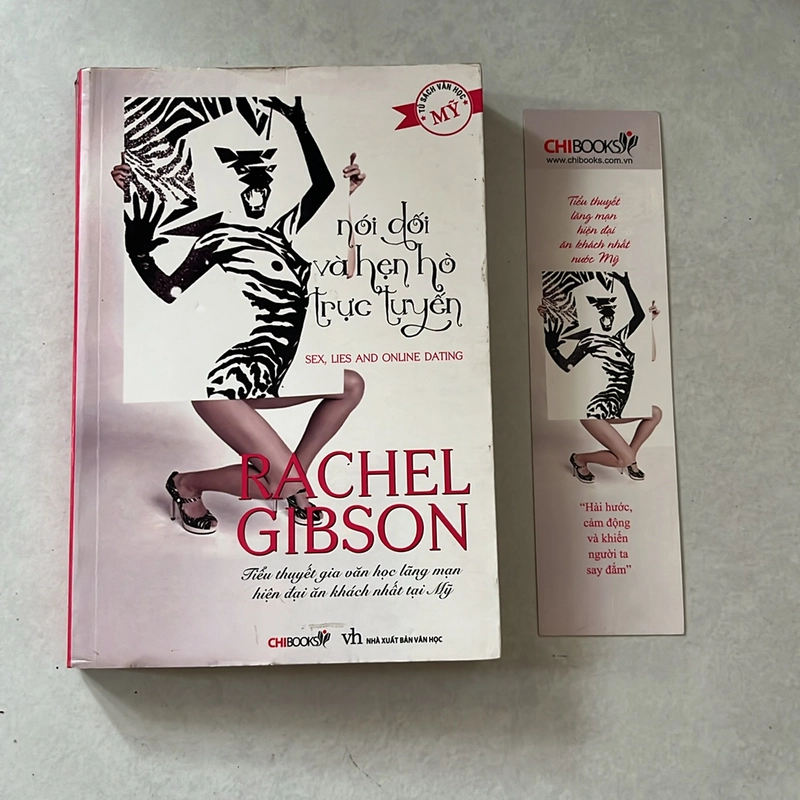 TỦ SÁCH VĂN HỌC
MỸ
nói dối
và hẹn hò
trực tuyến
SEX, LIES AND ONLINE DATING
RACHEL
GIBSON
Tiểu thuyết gia văn học lãng mạn
hiện đại ăn khách nhất tại Mỹ
CHIBOOKS vh NHÀ XUẤT BẢN VĂN HỌC
CHIBOOKS
www.chibooks.com.vn
Tiểu thuyết
lãng mạn
hiện đại
ăn khách nhất
nước Mỹ
“Hài hước,
cảm động
và khiến
người ta
say đắm”